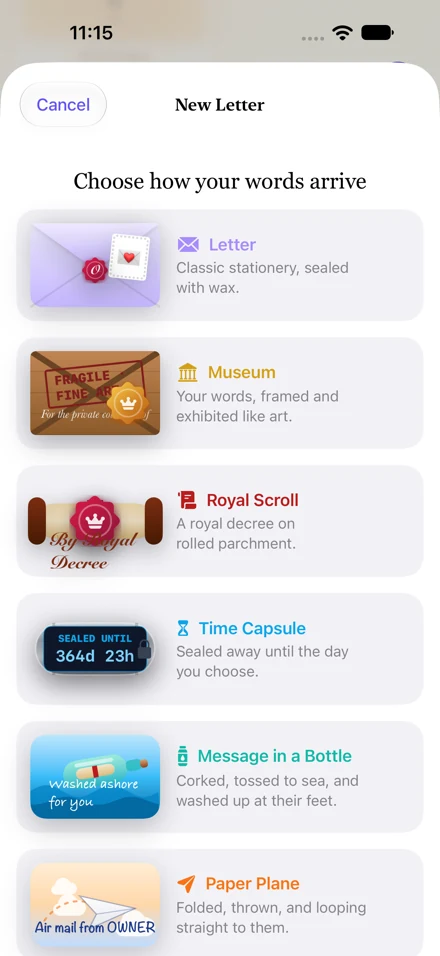 11:15
Cancel
New Letter
Choose how your words arrive
O
Letter
Classic stationery, sealed
with wax.
FRAGILE
FINE AR
For the private co of
Museum
Your words, framed and
exhibited like art.
By Royal
Decree
Royal Scroll
A royal decree on
rolled parchment.
SEALED UNTIL
364d 23h
Time Capsule
Sealed away until the day
you choose.
Washed ashore
for you
Message in a Bottle
Corked, tossed to sea, and
washed up at their feet.
Air mail from OWNER
Paper Plane
Folded, thrown, and looping
straight to them.